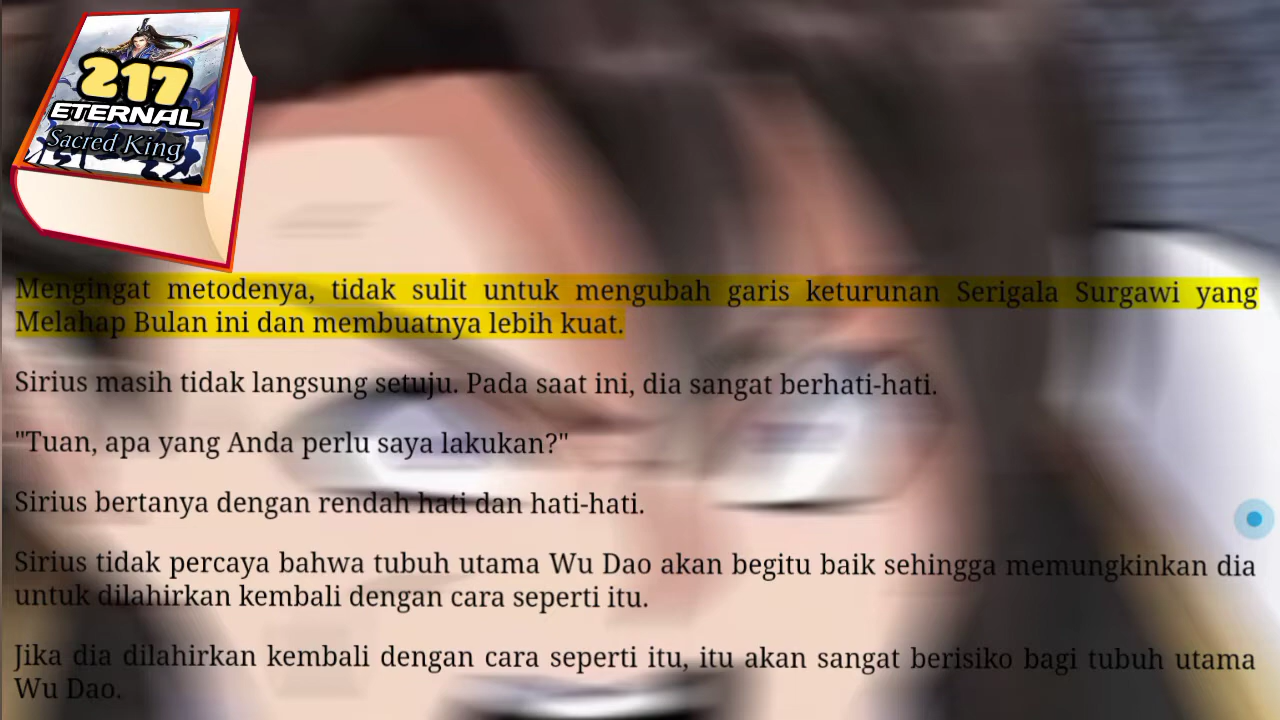 217
ETERNAL
Sacred King
Mengingat metodenya, tidak sulit untuk mengubah garis keturunan Serigala Surgawi yang
Melahap Bulan ini dan membuatnya lebih kuat.
Sirius masih tidak langsung setuju. Pada saat ini, dia sangat berhati-hati.
"Tuan, apa yang Anda perlu saya lakukan?"
Sirius bertanya dengan rendah hati dan hati-hati.
Sirius tidak percaya bahwa tubuh utama Wu Dao akan begitu baik sehingga memungkinkan dia
untuk dilahirkan kembali dengan cara seperti itu.
Jika dia dilahirkan kembali dengan cara seperti itu, itu akan sangat berisiko bagi tubuh utama
Wu Dao.